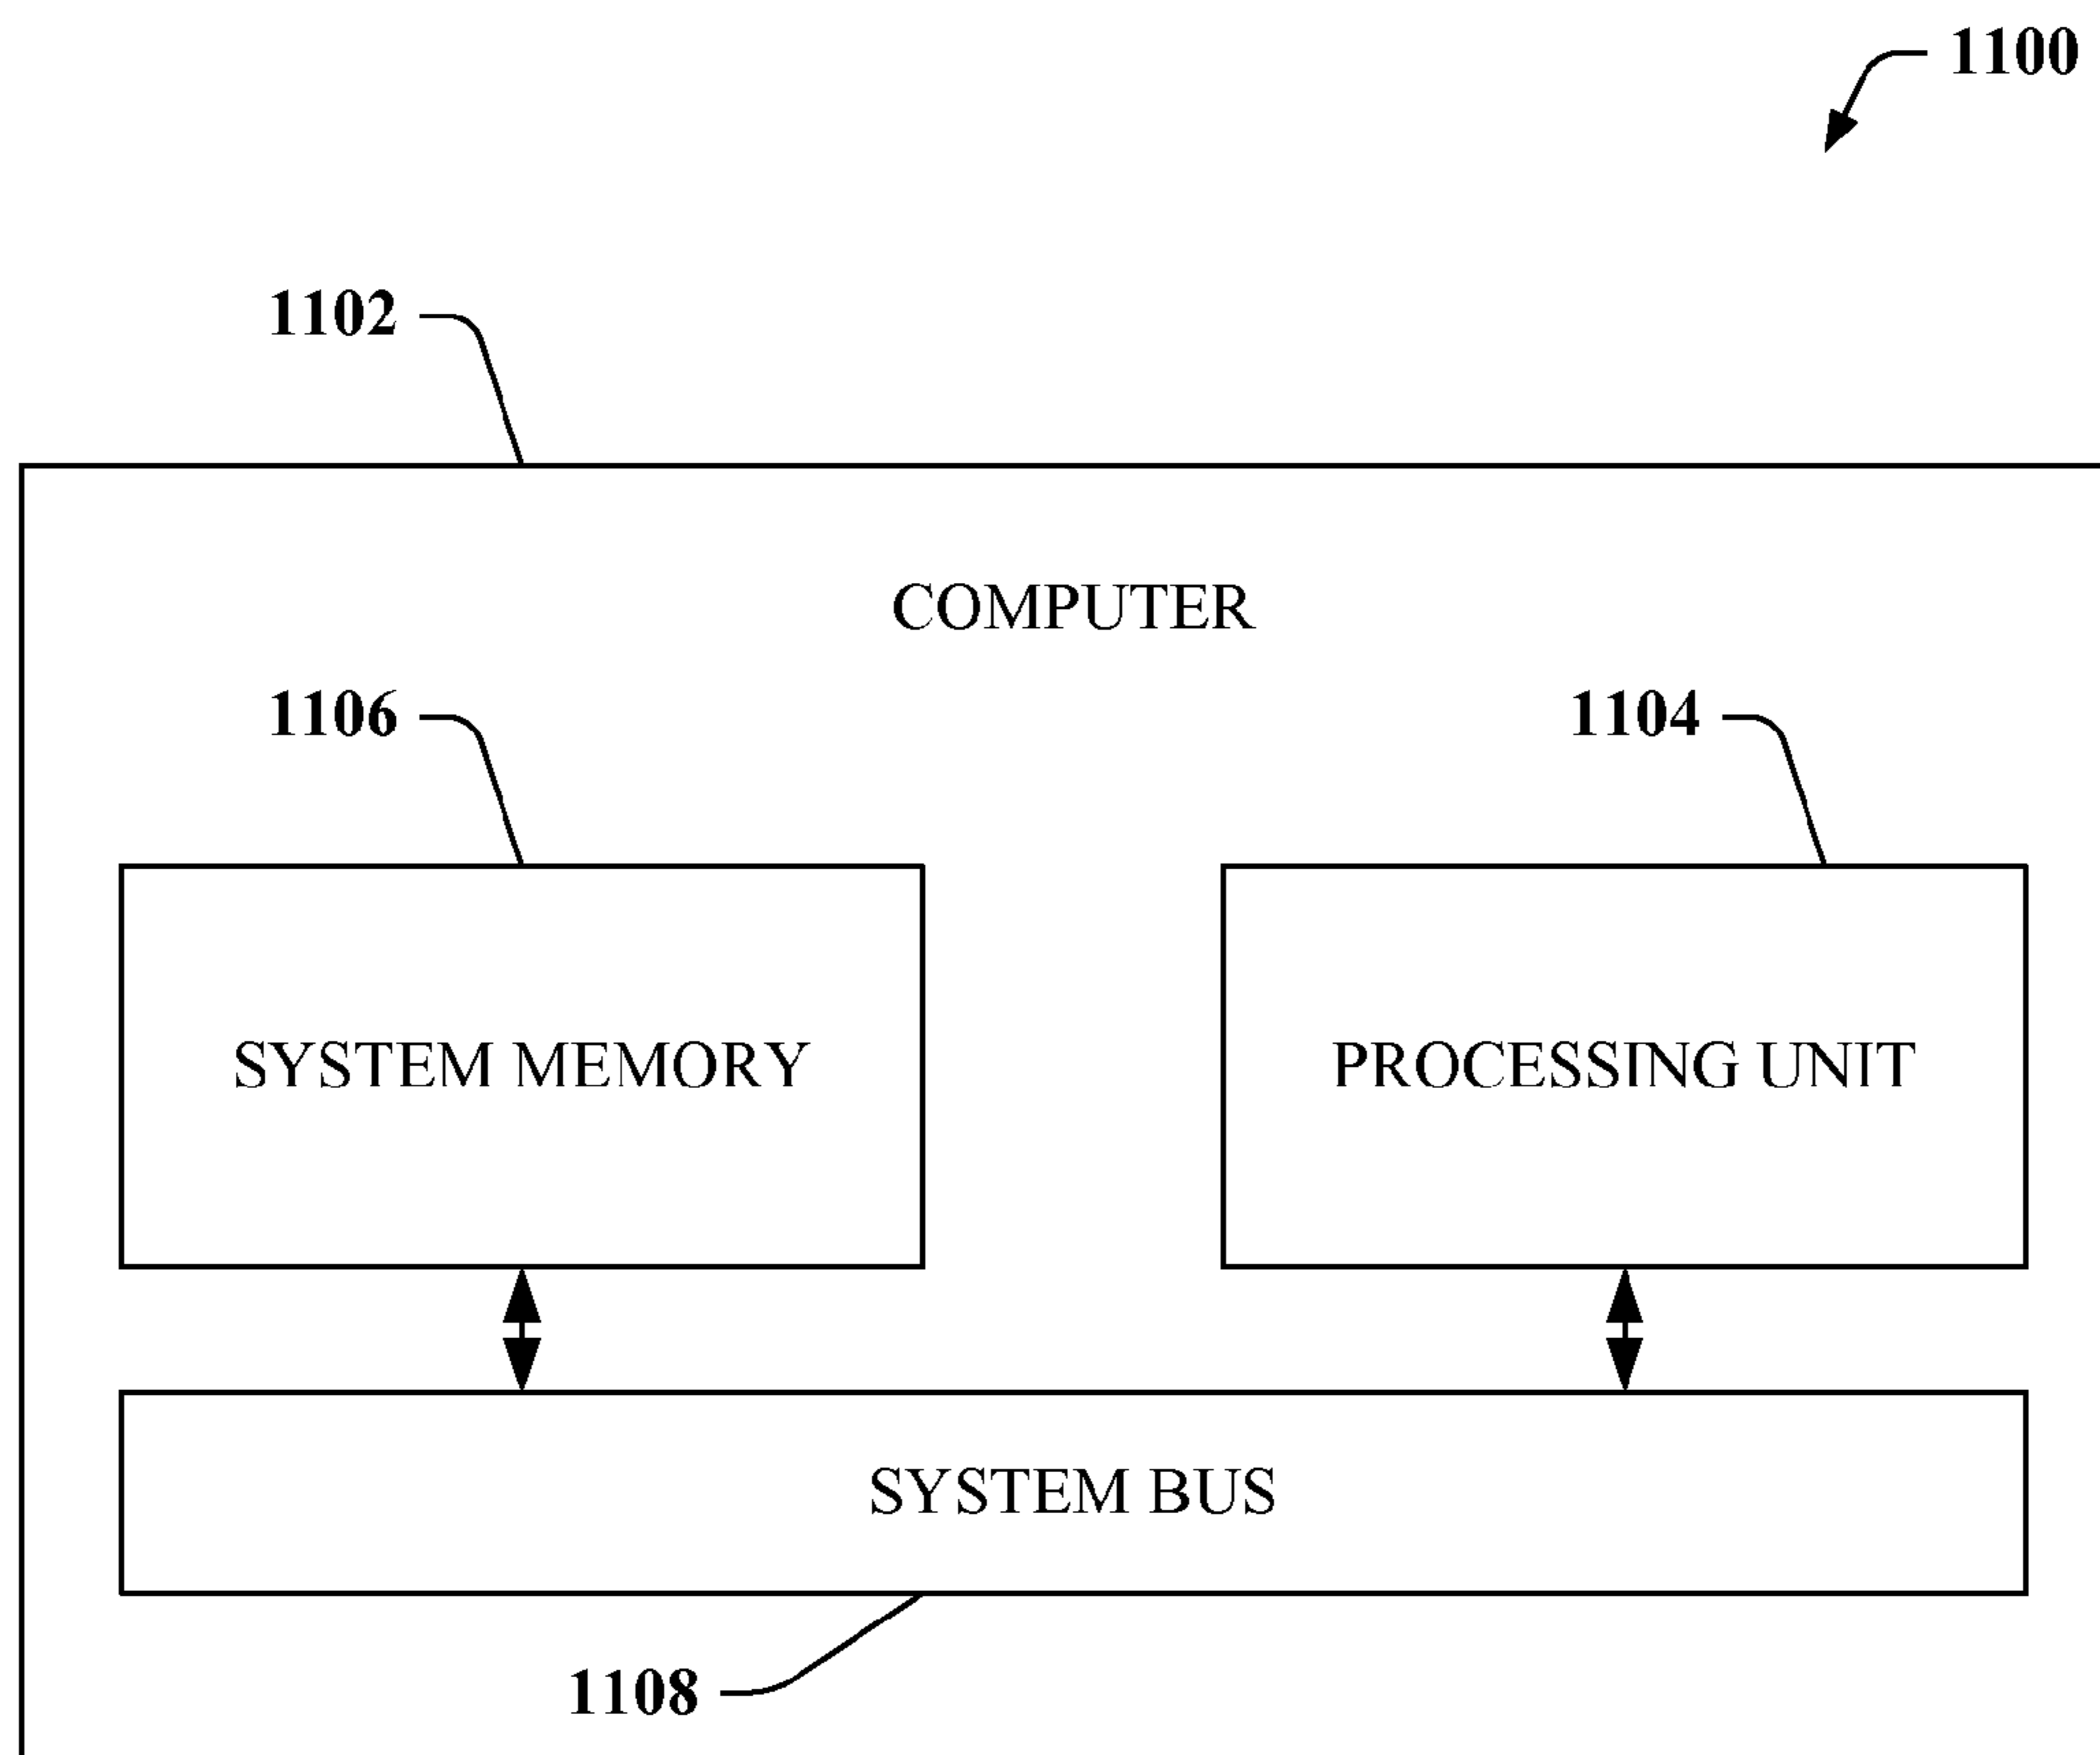 1100
1102
COMPUTER
1106
1104
SYSTEM MEMORY
PROCESSING UNIT
SYSTEM BUS
1108